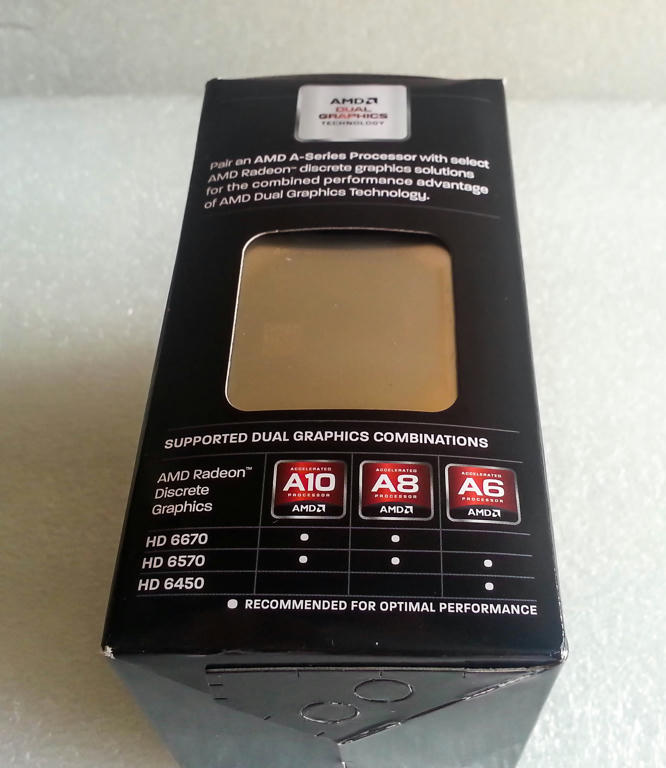 AMD
DUAL
GRAPHICS
TECHNOLOGY
Pair an AMD A-Series Processor with select
AMD Radeon™ discrete graphics solutions
for the combined performance advantage
of AMD Dual Graphics Technology.
SUPPORTED DUAL GRAPHICS COMBINATIONS
AMD Radeon™
Discrete
Graphics
ACCELERATED
A10
PROCESSOR
AMD
ACCELERATED
A8
PROCESSOR
AMD
ACCELERATED
A6
PROCESSOR
AMD
HD 6670 • •
HD 6570 • • •
HD 6450 •
• RECOMMENDED FOR OPTIMAL PERFORMANCE